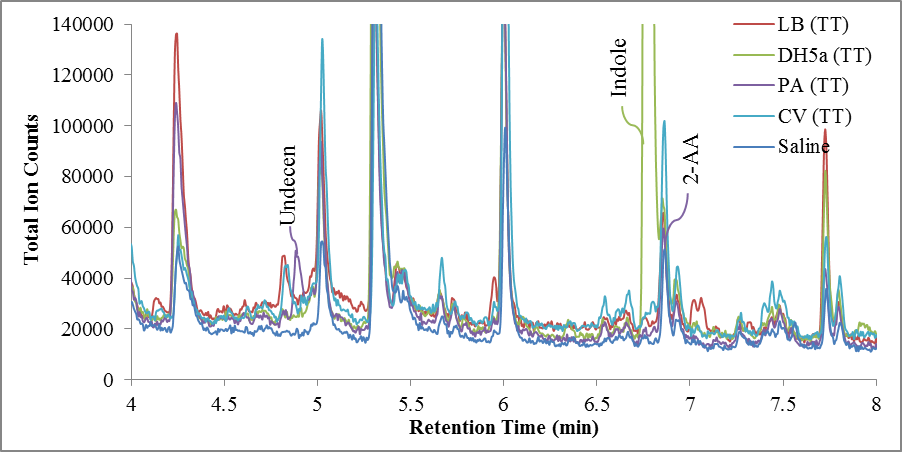 140000
120000
100000
80000
60000
40000
20000
0
Total Ion Counts
4
4.5
5
5.5
6
6.5
7
7.5
8
Retention Time (min)
Undecen
Indole
2-AA
LB (TT)
DH5a (TT)
PA (TT)
CV (TT)
Saline